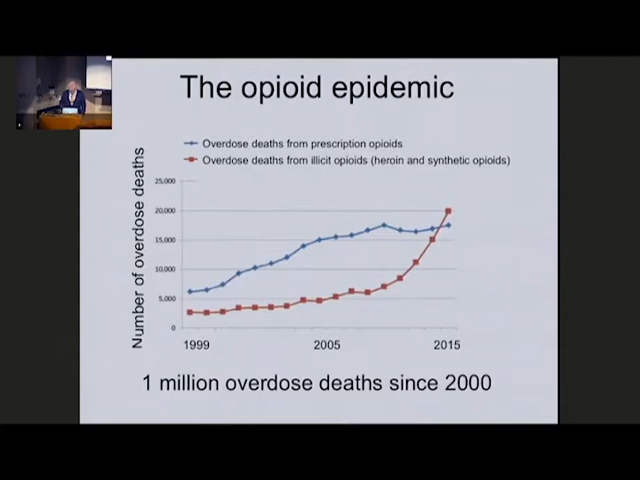 The opioid epidemic
Overdose deaths from prescription opioids
Overdose deaths from illicit opioids (heroin and synthetic opioids)
Number of overdose deaths
25,000
20,000
15,000
10,000
5,000
0
1999
2005
2015
1 million overdose deaths since 2000